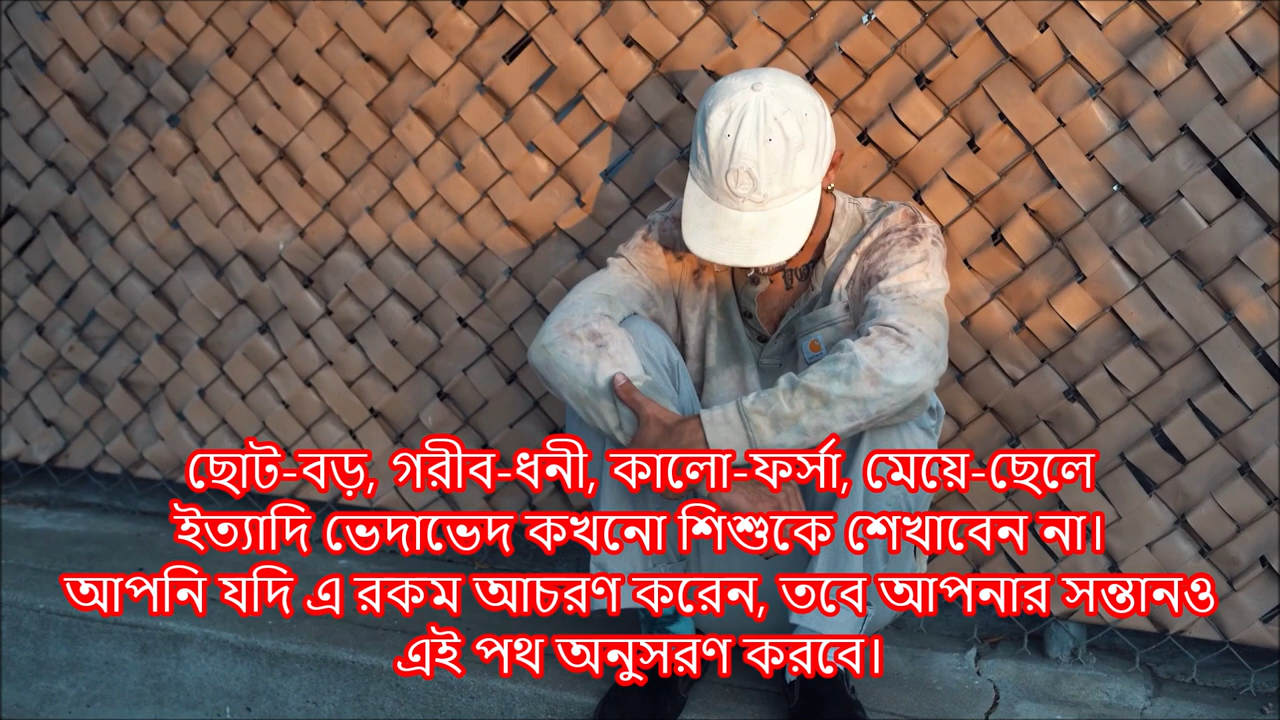 ছোট-বড়, গরীব-ধনী, কালো-ফর্সা, মেয়ে-ছেলে
ইত্যাদি ভেদাভেদ কখনো শিশুকে শেখাবেন না।
আপনি যদি এ রকম আচরণ করেন, তবে আপনার সন্তানও
এই পথ অনুসরণ করবে।